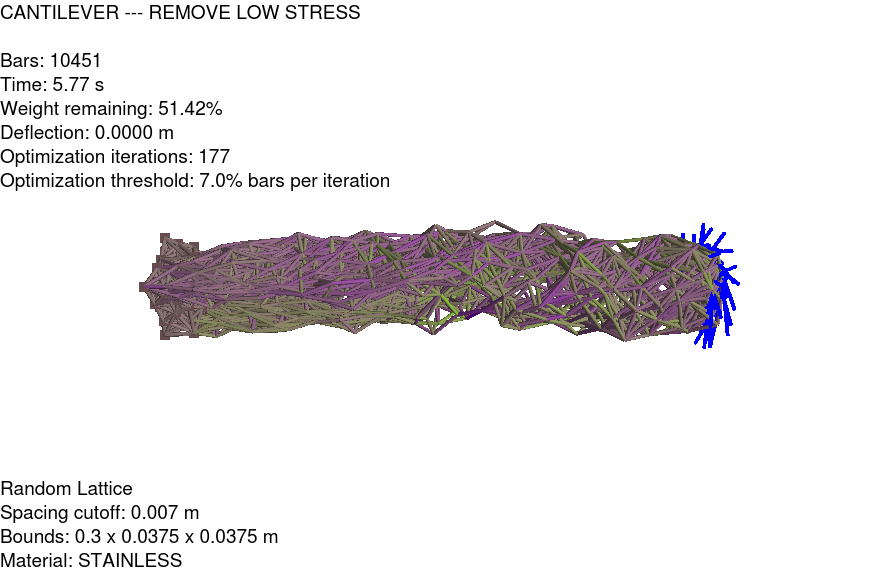 CANTILEVER --- REMOVE LOW STRESS
Bars: 10451
Time: 5.77 s
Weight remaining: 51.42%
Deflection: 0.0000 m
Optimization iterations: 177
Optimization threshold: 7.0% bars per iteration
Random Lattice
Spacing cutoff: 0.007 m
Bounds: 0.3 x 0.0375 x 0.0375 m
Material: STAINLESS